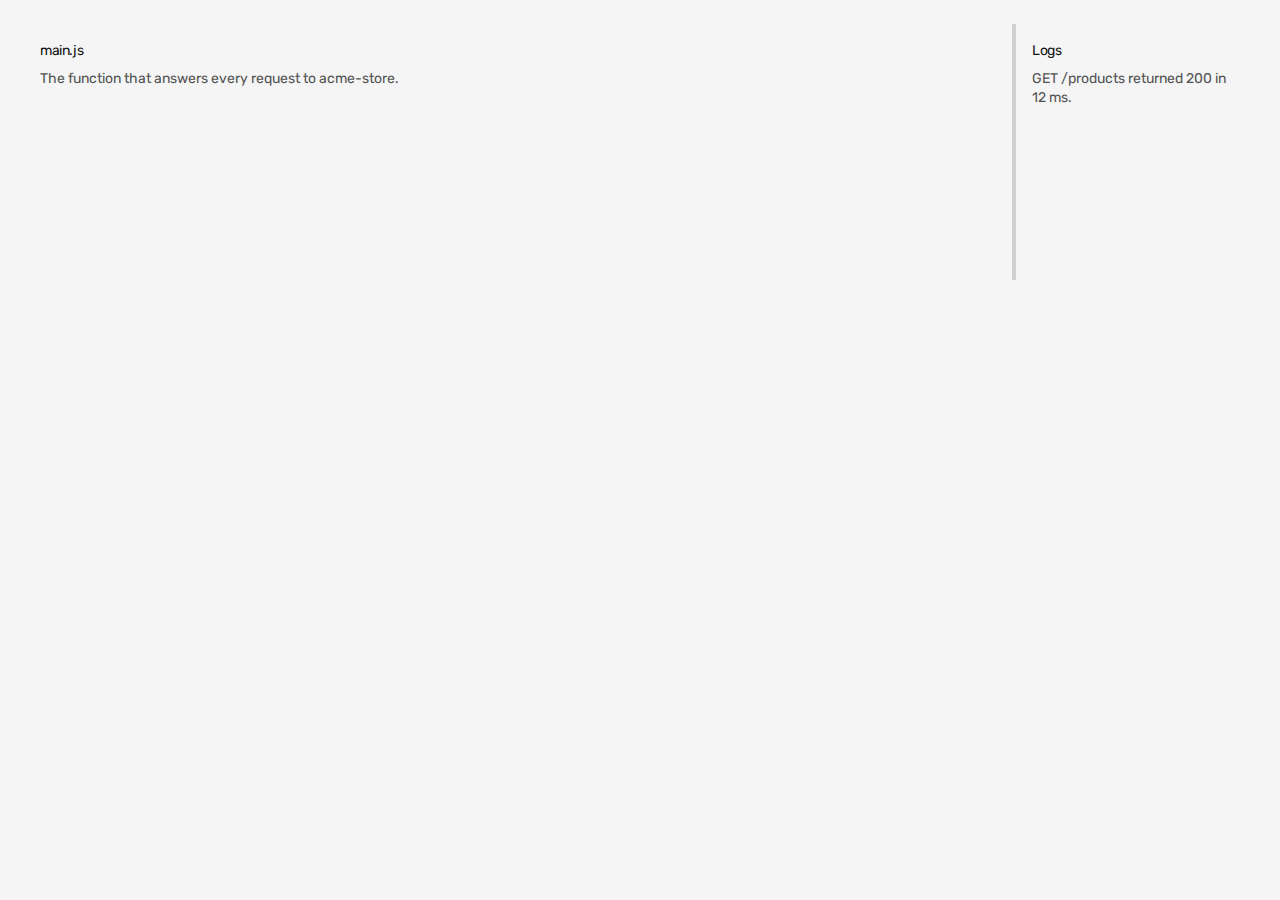 main.js
The function that answers every request to acme-store.
Logs
GET /products returned 200 in
12 ms.